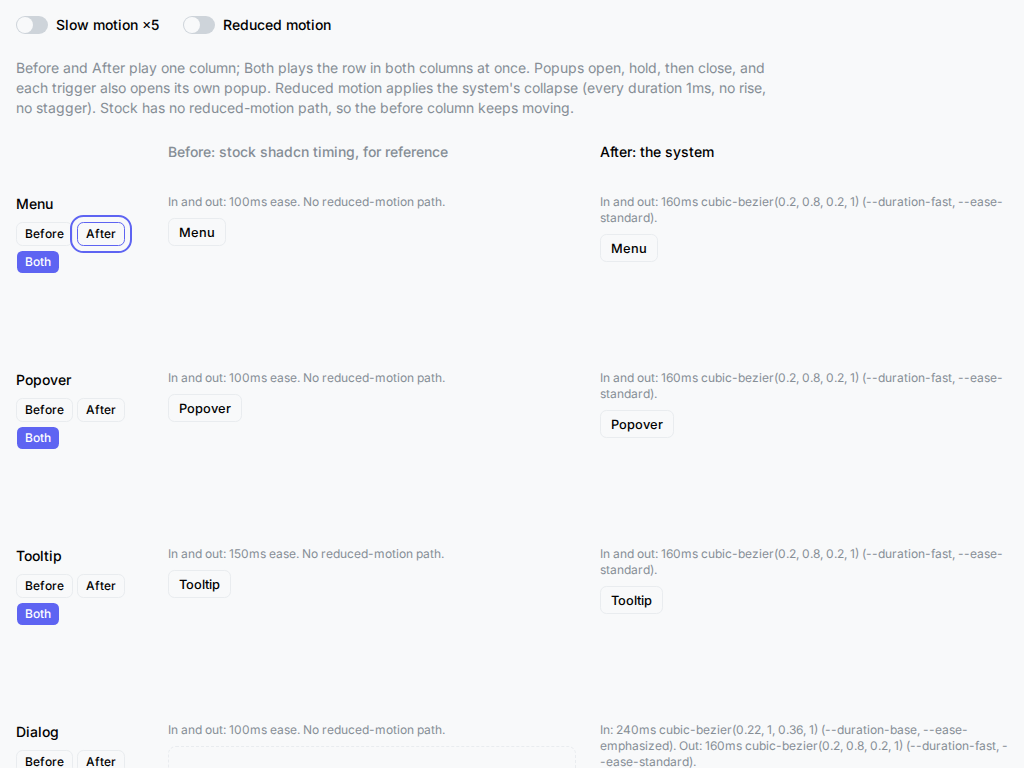 Slow motion ×5 Reduced motion
Before and After play one column; Both plays the row in both columns at once. Popups open, hold, then close, and
each trigger also opens its own popup. Reduced motion applies the system's collapse (every duration 1ms, no rise,
no stagger). Stock has no reduced-motion path, so the before column keeps moving.
Before: stock shadcn timing, for reference
After: the system
Menu
Before After
Both
In and out: 100ms ease. No reduced-motion path.
Menu
In and out: 160ms cubic-bezier(0.2, 0.8, 0.2, 1) (--duration-fast, --ease-
standard).
Menu
Popover
Before After
Both
In and out: 100ms ease. No reduced-motion path.
Popover
In and out: 160ms cubic-bezier(0.2, 0.8, 0.2, 1) (--duration-fast, --ease-
standard).
Popover
Tooltip
Before After
Both
In and out: 150ms ease. No reduced-motion path.
Tooltip
In and out: 160ms cubic-bezier(0.2, 0.8, 0.2, 1) (--duration-fast, --ease-
standard).
Tooltip
Dialog
Before After
In and out: 100ms ease. No reduced-motion path.
In: 240ms cubic-bezier(0.22, 1, 0.36, 1) (--duration-base, --ease-
emphasized). Out: 160ms cubic-bezier(0.2, 0.8, 0.2, 1) (--duration-fast, -
-ease-standard).